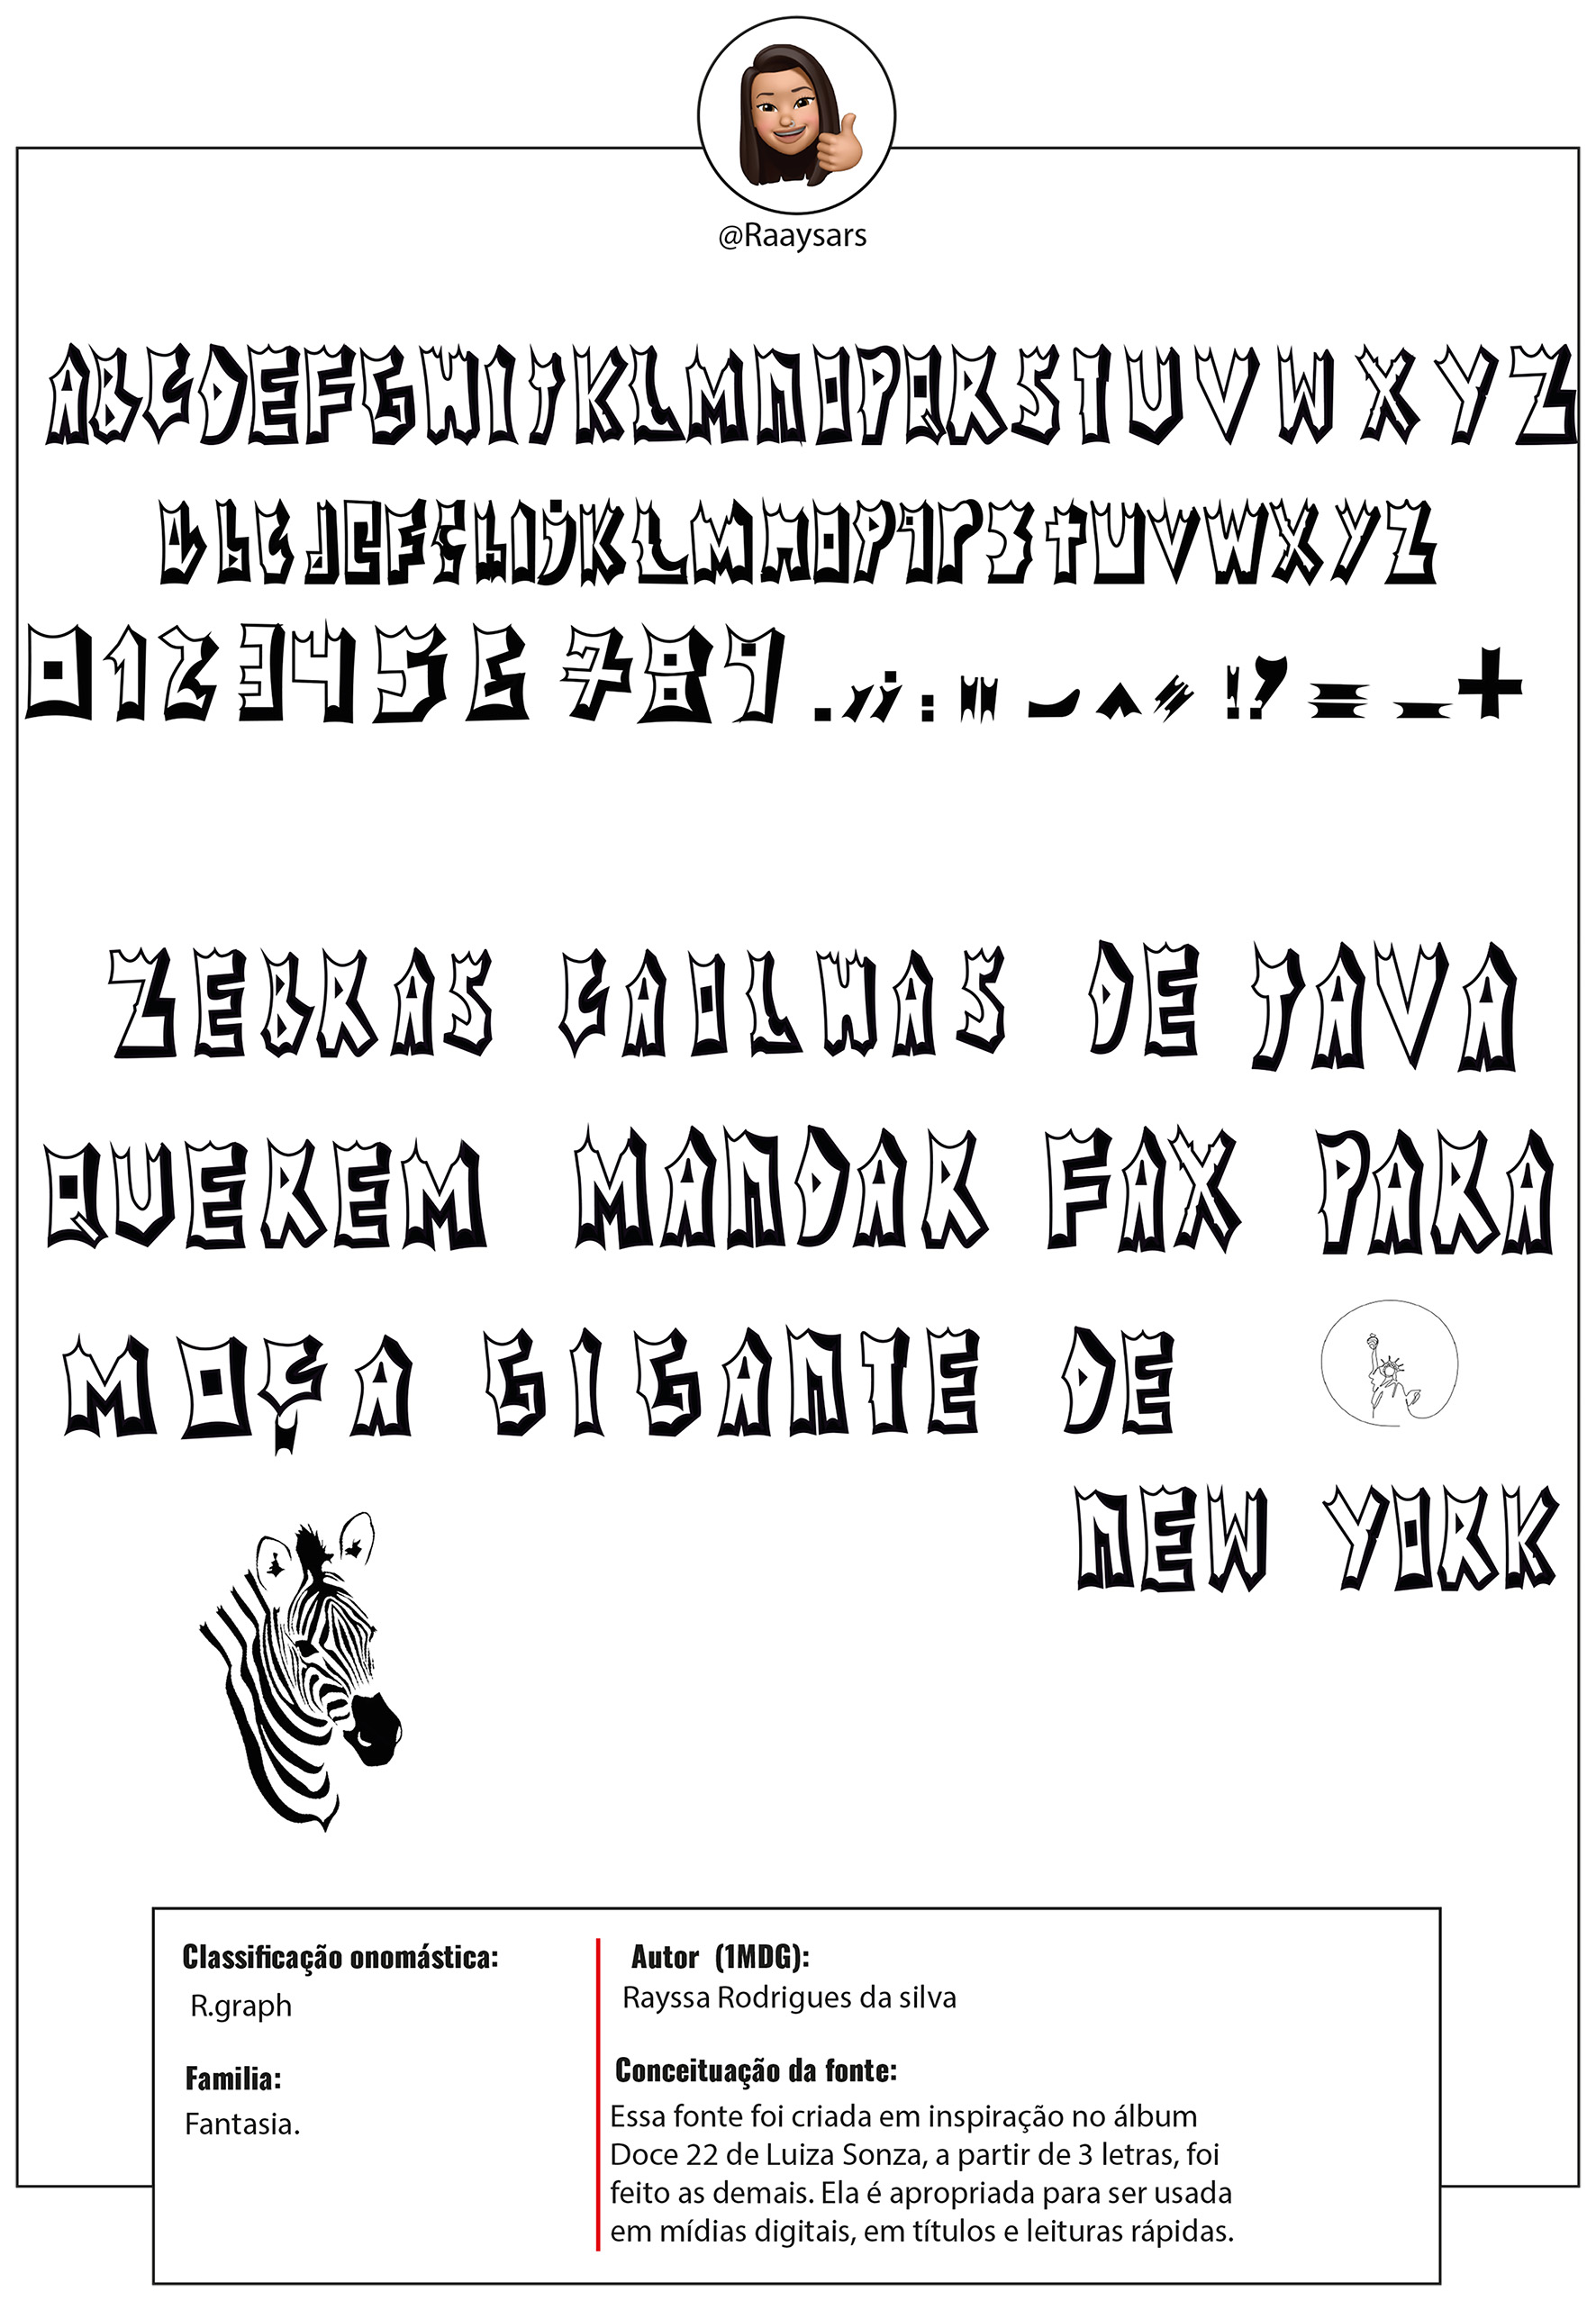 @Raaysars
ABCDEFGHIJKLMNOPQRSTUVWXYZ
abcdefghijklmnopqrstuvwxyz
0123456789 .,;: " - ^ ~ !? = _ +
ZEBRAS CAOLHAS DE JAVA
QUEREM MANDAR FAX PARA
MOÇA GIGANTE DE
NEW YORK
Classificação onomástica:
R.graph
Familia:
Fantasia.
Autor (1MDG):
Rayssa Rodrigues da silva
Conceituação da fonte:
Essa fonte foi criada em inspiração no álbum
Doce 22 de Luiza Sonza, a partir de 3 letras, foi
feito as demais. Ela é apropriada para ser usada
em mídias digitais, em títulos e leituras rápidas.